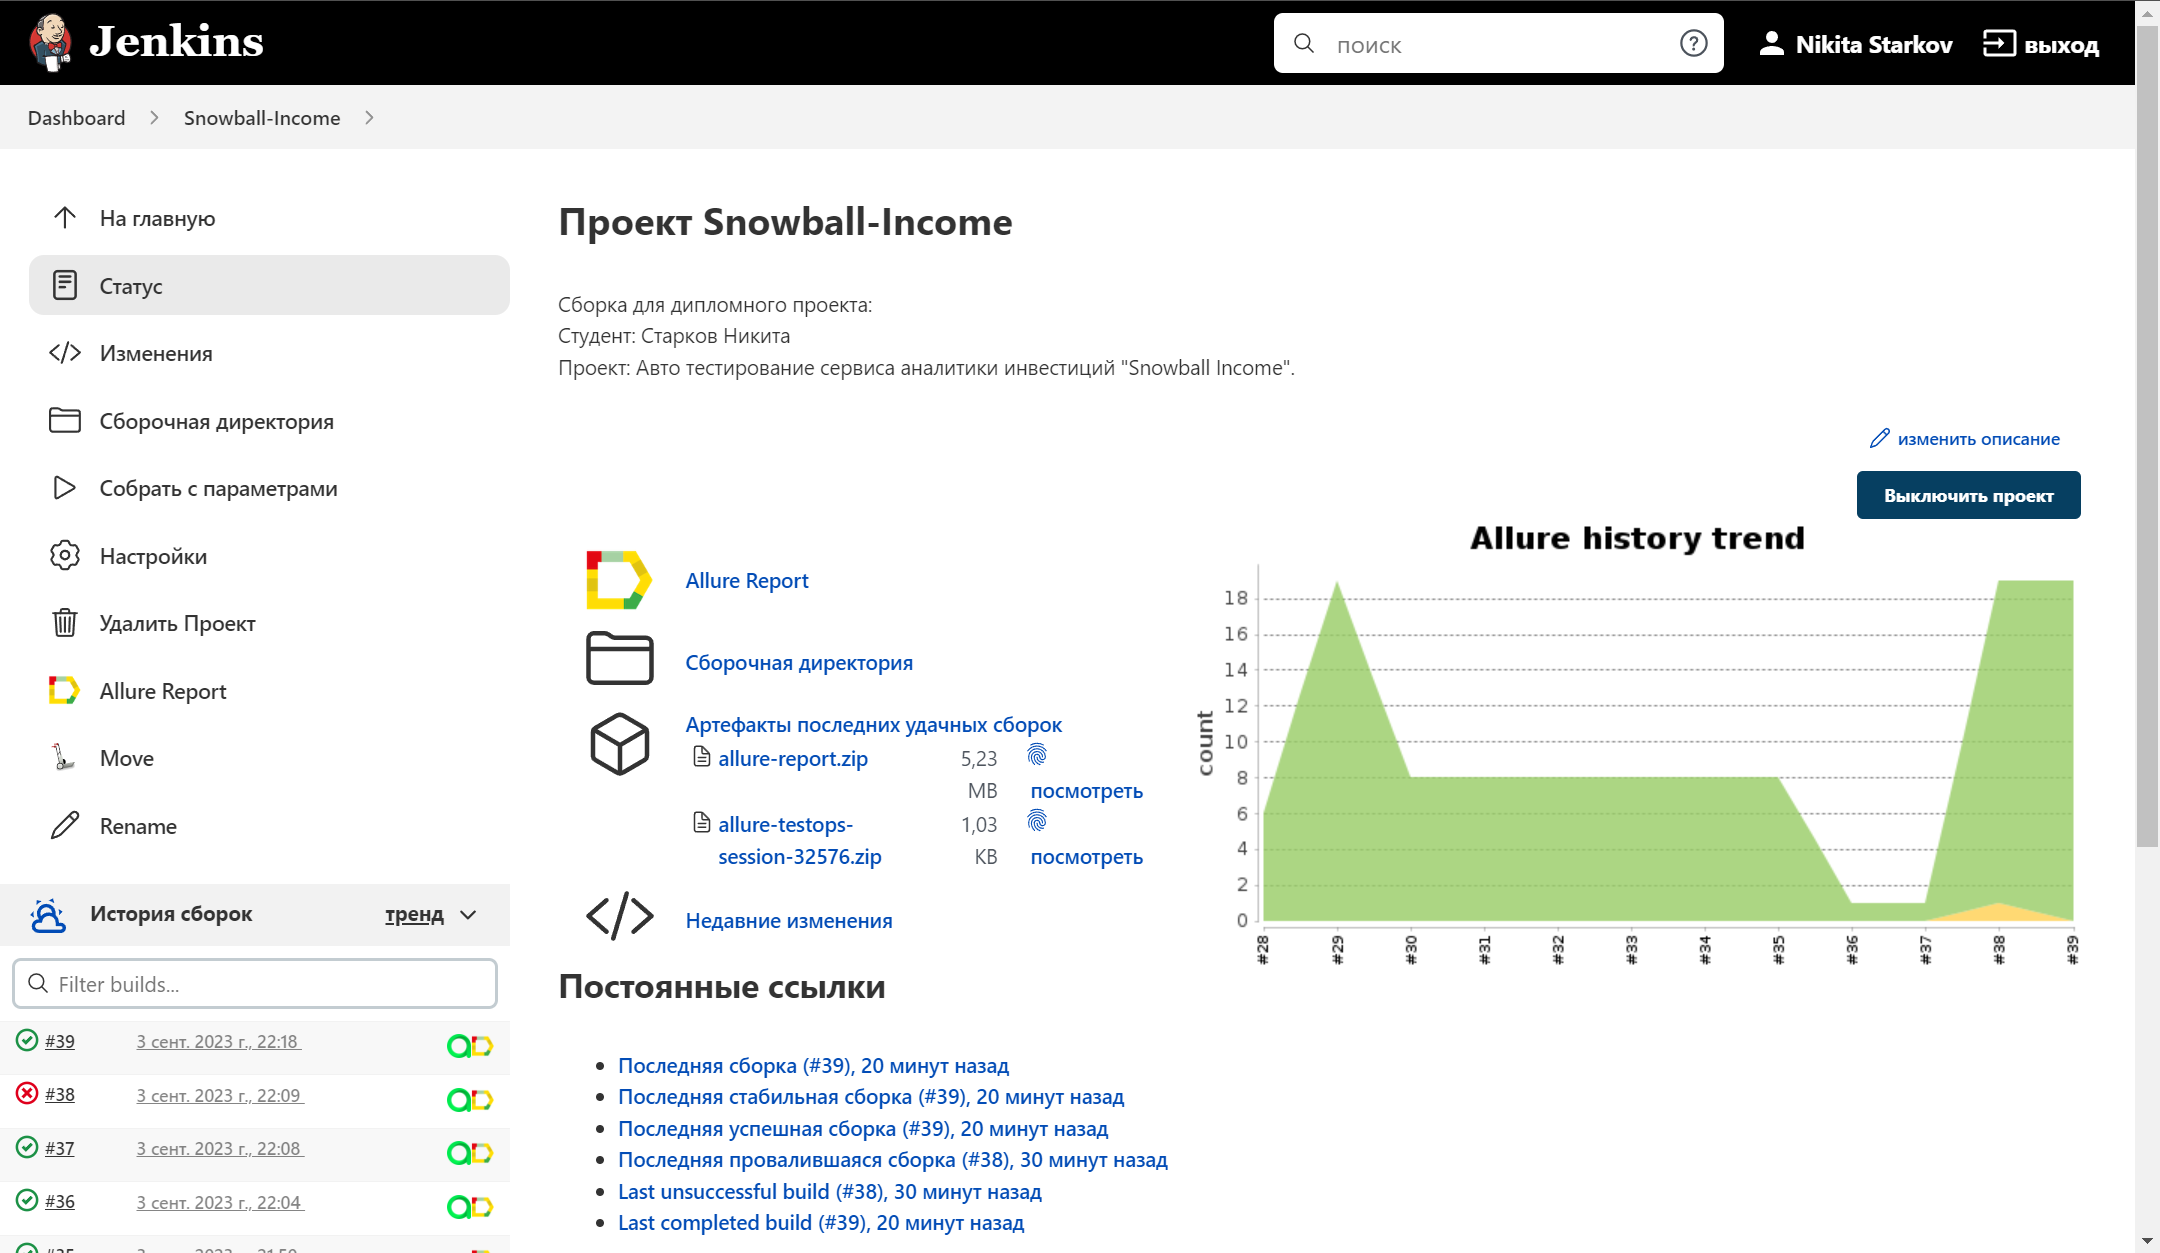 Jenkins
поиск
Nikita Starkov
выход
Dashboard
Snowball-Income
На главную
Статус
Изменения
Сборочная директория
Собрать с параметрами
Настройки
Удалить Проект
Allure Report
Move
Rename
История сборок
тренд
Filter builds...
#39 3 сент. 2023 г., 22:18
#38 3 сент. 2023 г., 22:09
#37 3 сент. 2023 г., 22:08
#36 3 сент. 2023 г., 22:04
Проект Snowball-Income
Сборка для дипломного проекта:
Студент: Старков Никита
Проект: Авто тестирование сервиса аналитики инвестиций "Snowball Income".
изменить описание
Выключить проект
Allure Report
Сборочная директория
Артефакты последних удачных сборок
allure-report.zip 5,23
MB посмотреть
allure-testops- 1,03
session-32576.zip KB посмотреть
Недавние изменения
Allure history trend
count
18
16
14
12
10
8
6
4
2
0
#28 #29 #30 #31 #32 #33 #34 #35 #36 #37 #38 #39
Постоянные ссылки
Последняя сборка (#39), 20 минут назад
Последняя стабильная сборка (#39), 20 минут назад
Последняя успешная сборка (#39), 20 минут назад
Последняя провалившаяся сборка (#38), 30 минут назад
Last unsuccessful build (#38), 30 минут назад
Last completed build (#39), 20 минут назад